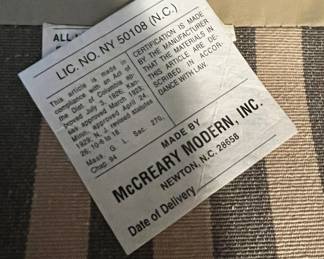 ALL
LIC. NO. NY 50108 (N.C.)
This article is made in
compliance with an Act of
Dist. of Columbia ap-
proved July 3, 1926; Kan-
sas approved March 1923;
Minn. approved April 24,
1929; N. J. revised statutes
26; 10-6 to 18.
Mass. G. L. Sec. 270,
Chap. 94
CERTIFICATION IS MADE
BY THE MANUFACTURER
THAT THE MATERIALS IN
THIS ARTICLE ARE DE-
SCRIBED IN ACCOR-
DANCE WITH LAW.
MADE BY
McCREARY MODERN, INC.
NEWTON, N.C. 28658
Date of Delivery